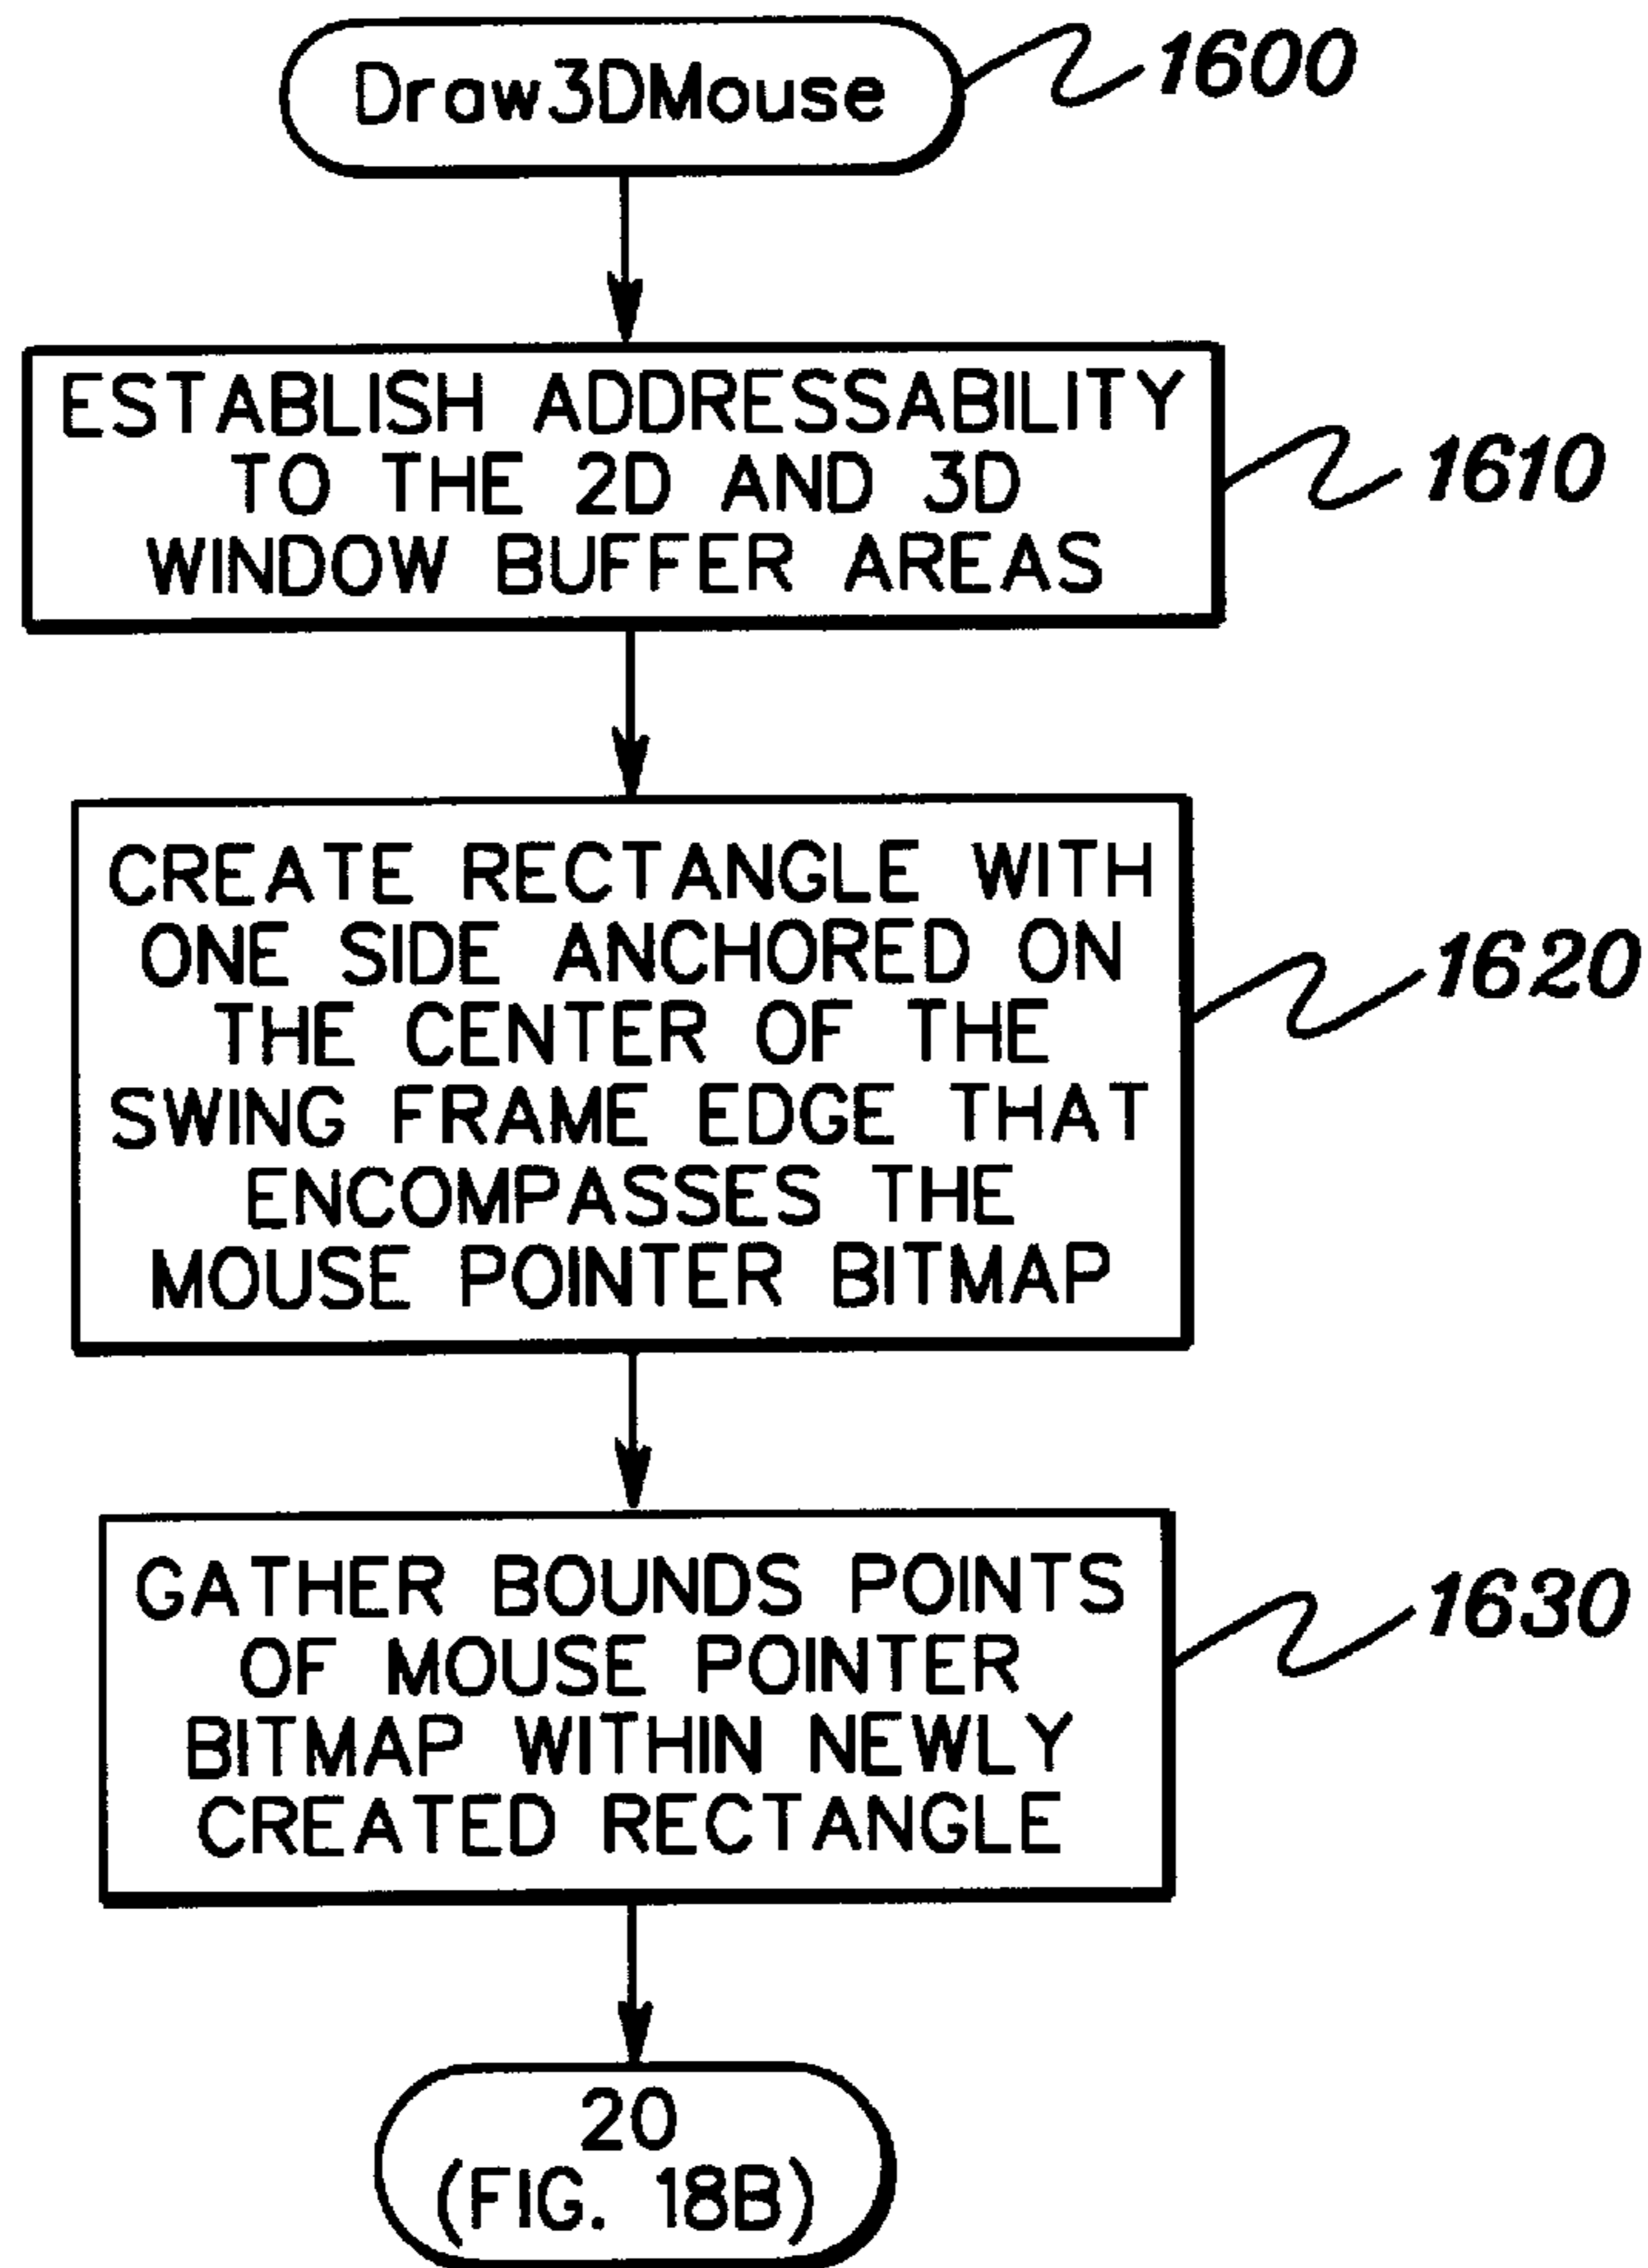 Draw3DMouse
1600
ESTABLISH ADDRESSABILITY
TO THE 2D AND 3D
WINDOW BUFFER AREAS
1610
CREATE RECTANGLE WITH
ONE SIDE ANCHORED ON
THE CENTER OF THE
SWING FRAME EDGE THAT
ENCOMPASSES THE
MOUSE POINTER BITMAP
1620
GATHER BOUNDS POINTS
OF MOUSE POINTER
BITMAP WITHIN NEWLY
CREATED RECTANGLE
1630
20
(FIG. 18B)